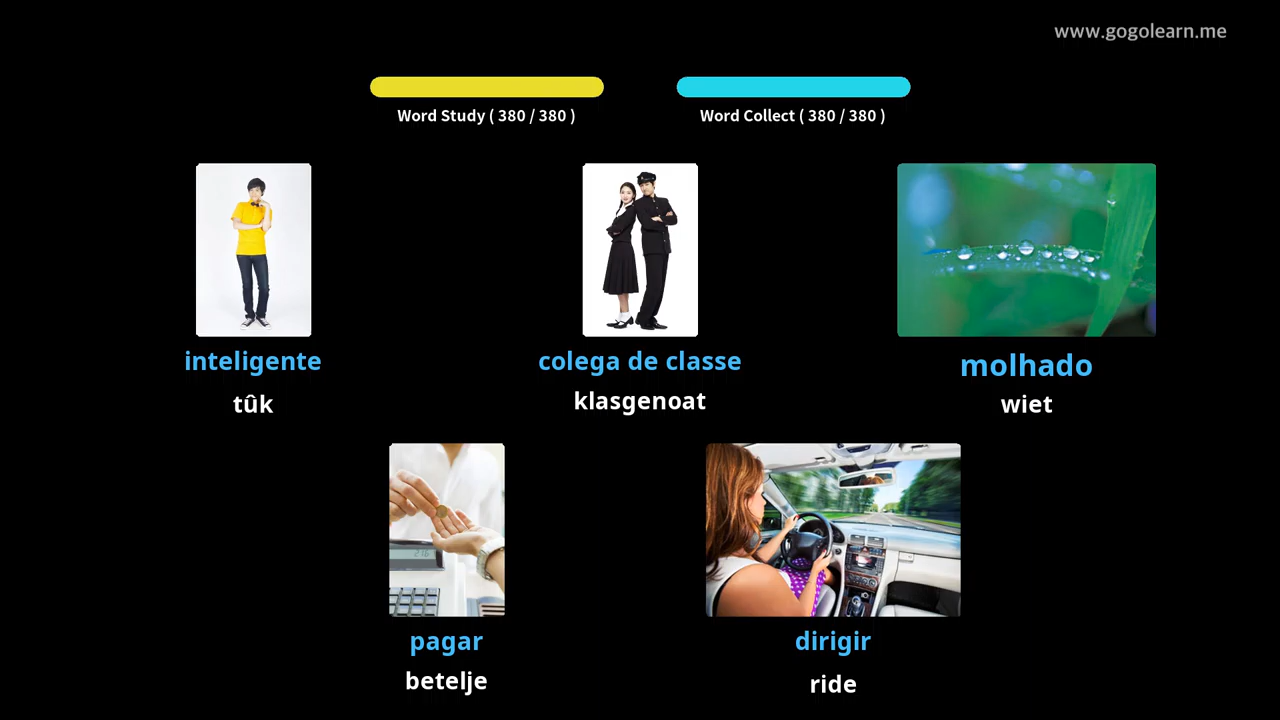 www.gogolearn.me
Word Study ( 380 / 380 )
Word Collect ( 380 / 380 )
inteligente
tûk
colega de classe
klasgenoat
molhado
wiet
pagar
betelje
dirigir
ride